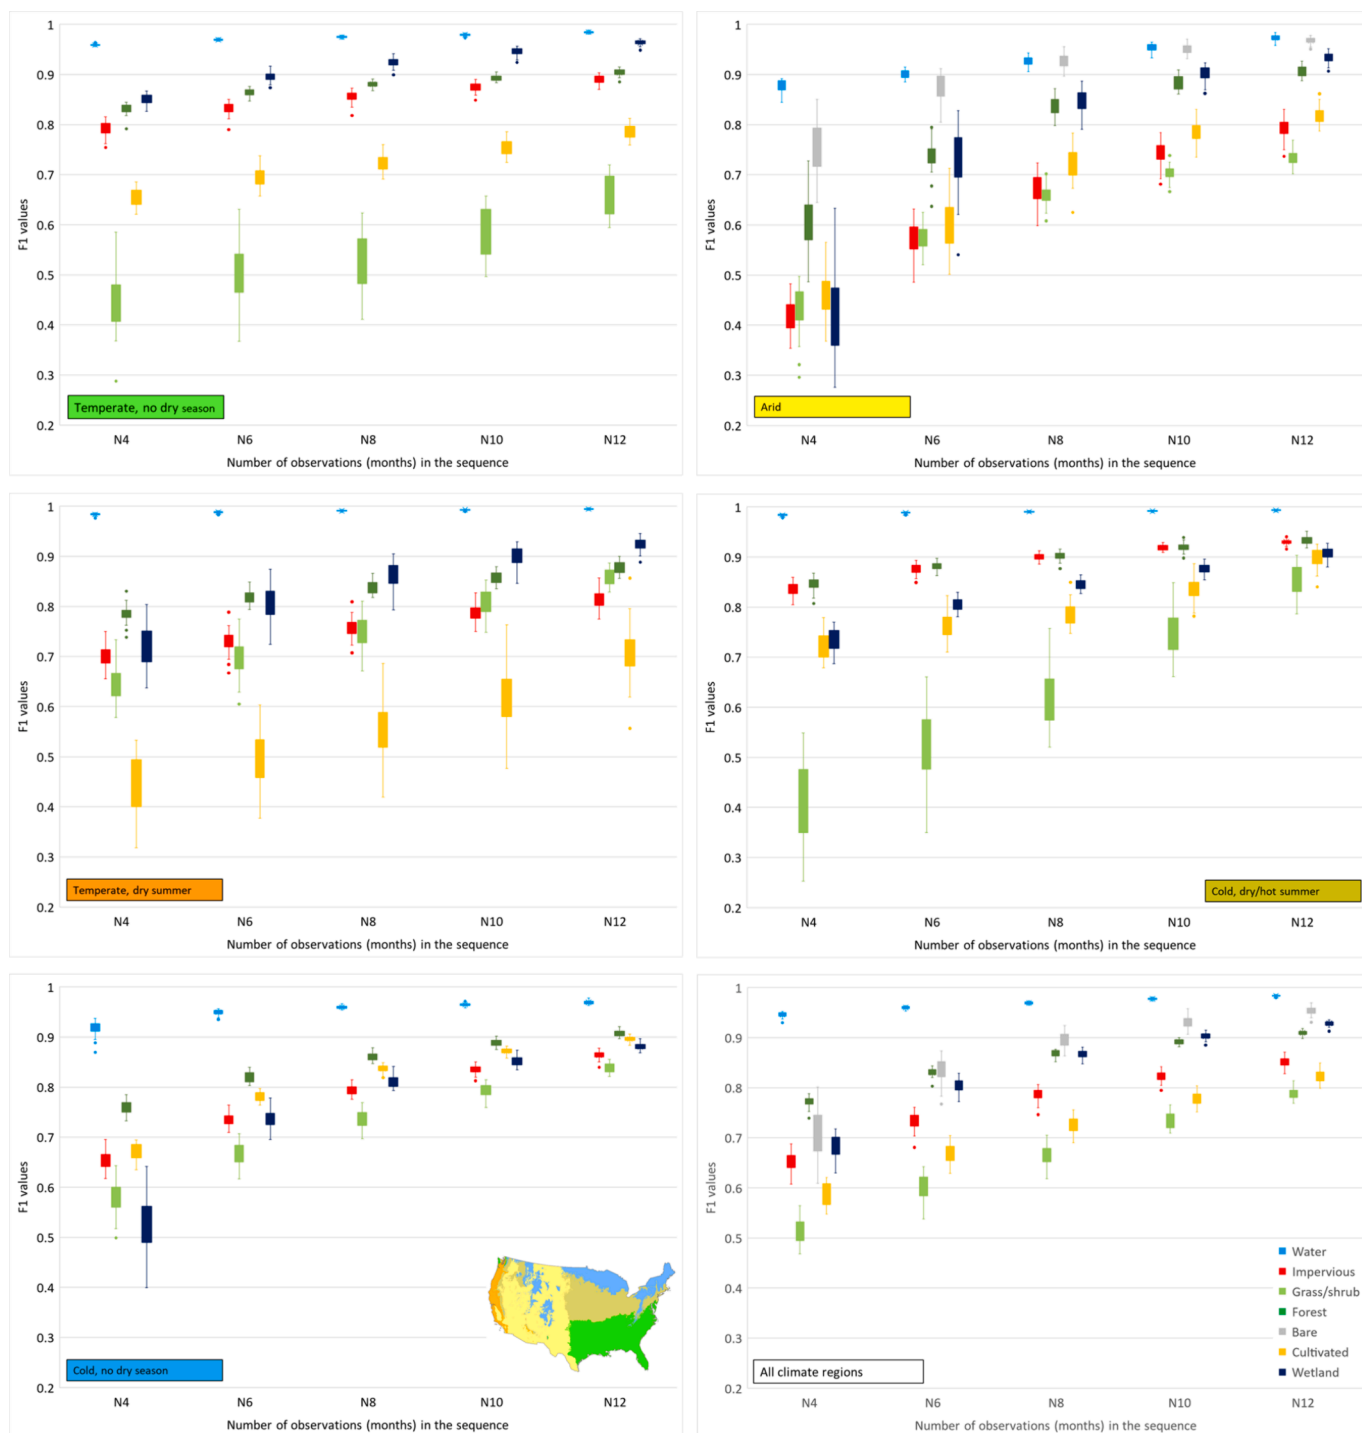 1
0.9
0.8
0.7
0.6
0.5
0.4
0.3
0.2
F1 values
Temperate, no dry season
N4 N6 N8 N10 N12
Number of observations (months) in the sequence
1
0.9
0.8
0.7
0.6
0.5
0.4
0.3
0.2
F1 values
Arid
N4 N6 N8 N10 N12
Number of observations (months) in the sequence
1
0.9
0.8
0.7
0.6
0.5
0.4
0.3
0.2
F1 values
Temperate, dry summer
N4 N6 N8 N10 N12
Number of observations (months) in the sequence
1
0.9
0.8
0.7
0.6
0.5
0.4
0.3
0.2
F1 values
Cold, dry/hot summer
N4 N6 N8 N10 N12
Number of observations (months) in the sequence
1
0.9
0.8
0.7
0.6
0.5
0.4
0.3
0.2
F1 values
Cold, no dry season
N4 N6 N8 N10 N12
Number of observations (months) in the sequence
1
0.9
0.8
0.7
0.6
0.5
0.4
0.3
0.2
F1 values
Water
Impervious
Grass/shrub
Forest
Bare
Cultivated
Wetland
All climate regions
N4 N6 N8 N10 N12
Number of observations (months) in the sequence